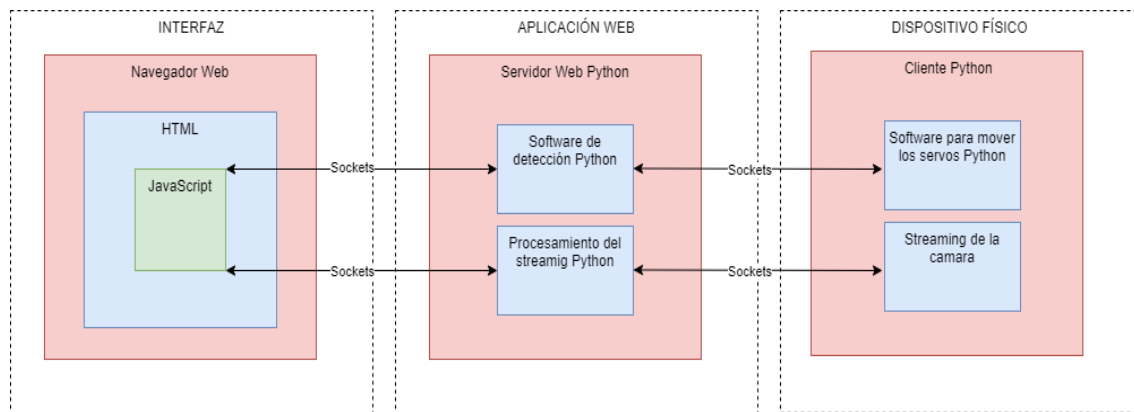 INTERFAZ
APLICACIÓN WEB
DISPOSITIVO FÍSICO
Navegador Web
Servidor Web Python
Cliente Python
HTML
JavaScript
Sockets
Software de
detección Python
Sockets
Software para mover
los servos Python
Sockets
Procesamiento del
streamig Python
Sockets
Streaming de la
camara